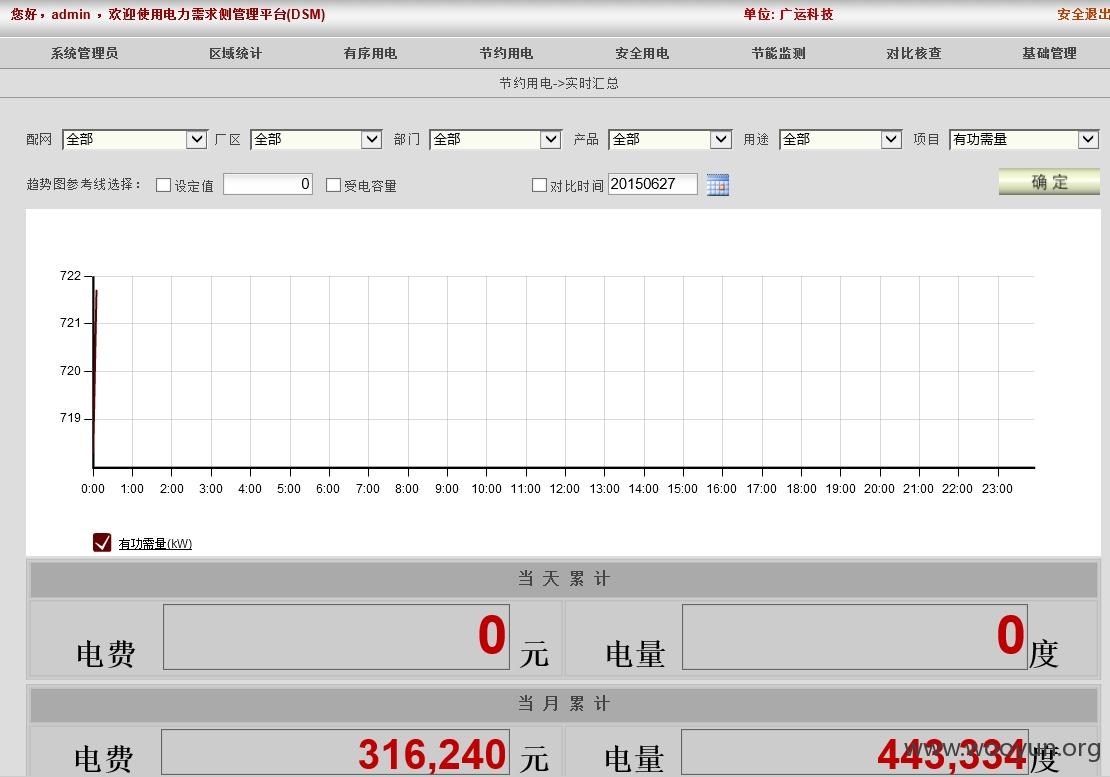 您好，admin ，欢迎使用电力需求侧管理平台(DSM) 单位: 广运科技 安全退出
系统管理员 区域统计 有序用电 节约用电 安全用电 节能监测 对比核查 基础管理
节约用电->实时汇总
配网 全部 厂区 全部 部门 全部 产品 全部 用途 全部 项目 有功需量
趋势图参考线选择： 设定值 0 受电容量 对比时间 20150627 确 定
722
721
720
719
0:00 1:00 2:00 3:00 4:00 5:00 6:00 7:00 8:00 9:00 10:00 11:00 12:00 13:00 14:00 15:00 16:00 17:00 18:00 19:00 20:00 21:00 22:00 23:00
有功需量(kW)
当 天 累 计
电费 0 元 电量 0 度
当 月 累 计
电费 316,240 元 电量 443,334 度
www.wooyun.org